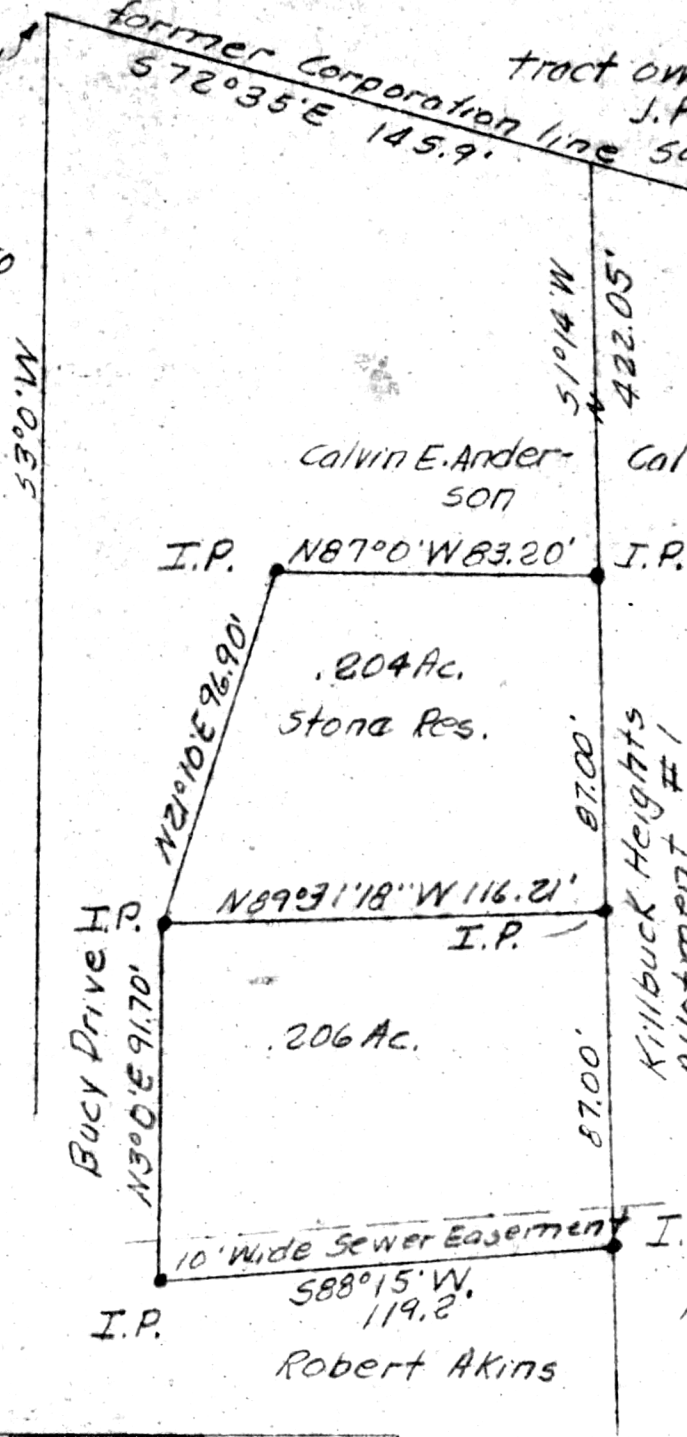 former Corporation line
S72°35'E 145.9'
tract
J.
S3°0'W
S1°14'W
N
422.05'
Calvin E. Ander-
son
Cal
I.P.
N87°0'W 83.20'
I.P.
N21°10'E 96.90'
.204 Ac.
Stone Res.
87.00'
Killbuck Heights
#1
I.P.
N89°31'18"W 116.21'
I.P.
Bucy Drive
N3°0'E 91.70'
.206 Ac.
87.00'
10' Wide Sewer Easement
I.
S88°15'W.
119.2'
I.P.
Robert Akins